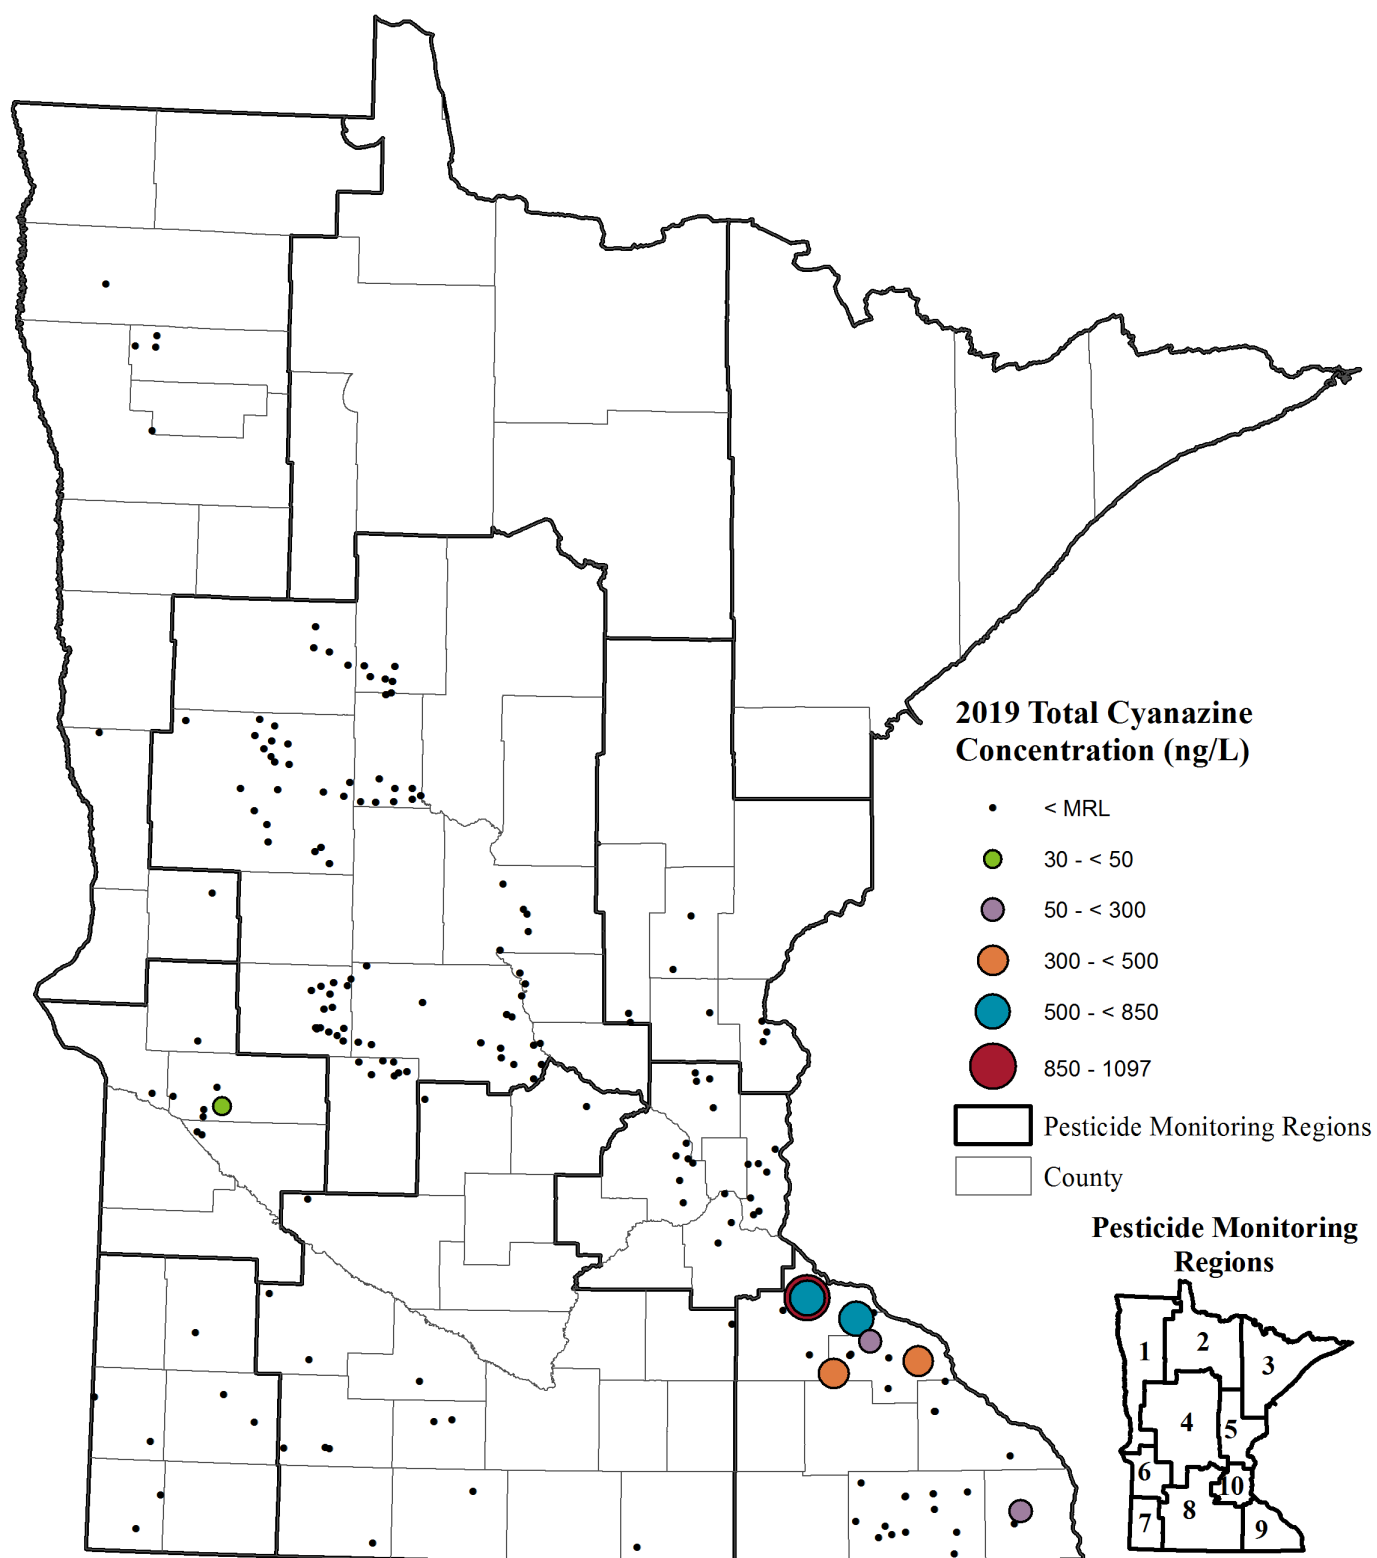 2019 Total Cyanazine
Concentration (ng/L)
< MRL
30 - < 50
50 - < 300
300 - < 500
500 - < 850
850 - 1097
Pesticide Monitoring Regions
County
Pesticide Monitoring
Regions
1
2
3
4
5
6
10
8
7
9